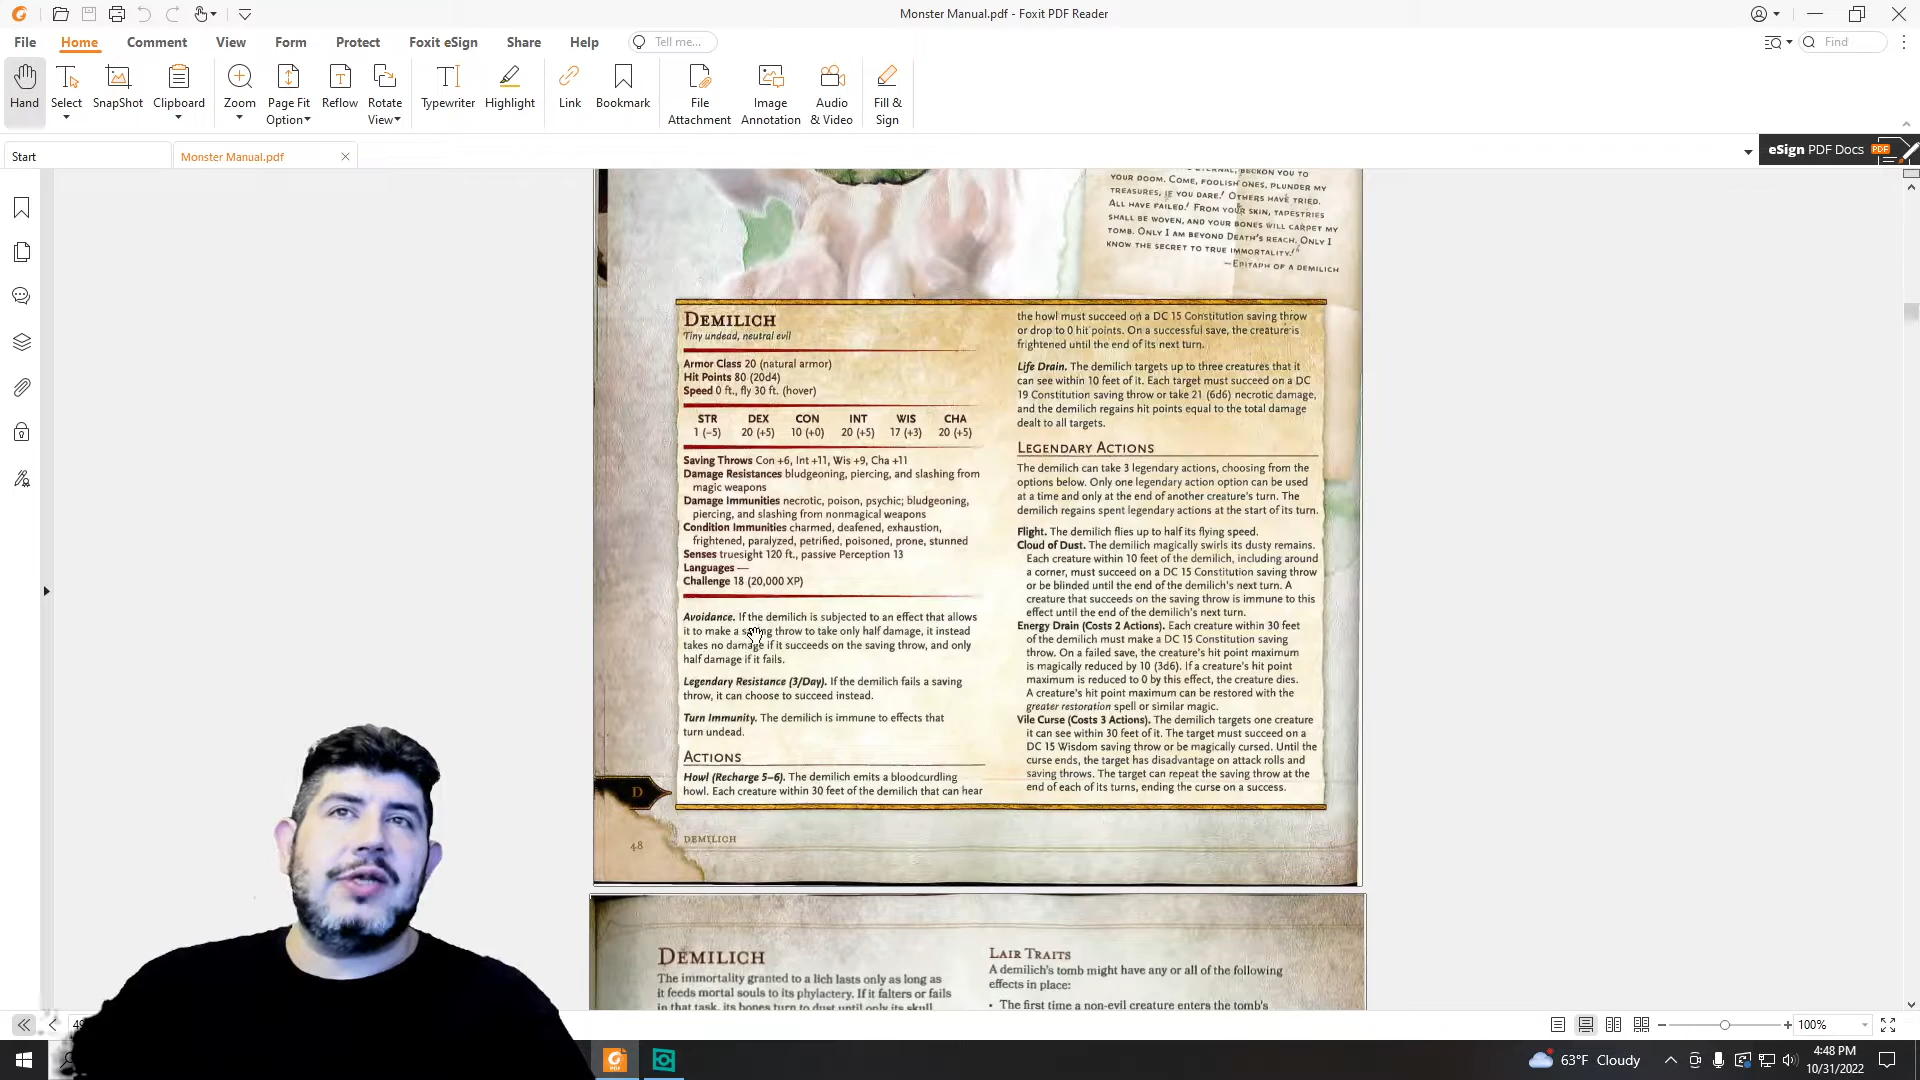 Monster Manual.pdf - Foxit PDF Reader
File Home Comment View Form Protect Foxit eSign Share Help Tell me... Find
Hand Select SnapShot Clipboard Zoom Page Fit Option Reflow Rotate View Typewriter Highlight Link Bookmark File Attachment Image Annotation Audio & Video Fill & Sign
Start Monster Manual.pdf eSign PDF Docs PDF
ETERNAL, BECKON YOU TO
YOUR DOOM. COME, FOOLISH ONES, PLUNDER MY
TREASURES, IF YOU DARE! OTHERS HAVE TRIED.
ALL HAVE FAILED! FROM YOUR SKIN, TAPESTRIES
SHALL BE WOVEN, AND YOUR BONES WILL CARPET MY
TOMB. ONLY I AM BEYOND DEATH'S REACH. ONLY I
KNOW THE SECRET TO TRUE IMMORTALITY!"
—EPITAPH OF A DEMILICH
DEMILICH
Tiny undead, neutral evil
Armor Class 20 (natural armor)
Hit Points 80 (20d4)
Speed 0 ft., fly 30 ft. (hover)
STR DEX CON INT WIS CHA
1 (−5) 20 (+5) 10 (+0) 20 (+5) 17 (+3) 20 (+5)
Saving Throws Con +6, Int +11, Wis +9, Cha +11
Damage Resistances bludgeoning, piercing, and slashing from
magic weapons
Damage Immunities necrotic, poison, psychic; bludgeoning,
piercing, and slashing from nonmagical weapons
Condition Immunities charmed, deafened, exhaustion,
frightened, paralyzed, petrified, poisoned, prone, stunned
Senses truesight 120 ft., passive Perception 13
Languages —
Challenge 18 (20,000 XP)
Avoidance. If the demilich is subjected to an effect that allows
it to make a saving throw to take only half damage, it instead
takes no damage if it succeeds on the saving throw, and only
half damage if it fails.
Legendary Resistance (3/Day). If the demilich fails a saving
throw, it can choose to succeed instead.
Turn Immunity. The demilich is immune to effects that
turn undead.
ACTIONS
Howl (Recharge 5–6). The demilich emits a bloodcurdling
howl. Each creature within 30 feet of the demilich that can hear
the howl must succeed on a DC 15 Constitution saving throw
or drop to 0 hit points. On a successful save, the creature is
frightened until the end of its next turn.
Life Drain. The demilich targets up to three creatures that it
can see within 10 feet of it. Each target must succeed on a DC
19 Constitution saving throw or take 21 (6d6) necrotic damage,
and the demilich regains hit points equal to the total damage
dealt to all targets.
LEGENDARY ACTIONS
The demilich can take 3 legendary actions, choosing from the
options below. Only one legendary action option can be used
at a time and only at the end of another creature's turn. The
demilich regains spent legendary actions at the start of its turn.
Flight. The demilich flies up to half its flying speed.
Cloud of Dust. The demilich magically swirls its dusty remains.
Each creature within 10 feet of the demilich, including around
a corner, must succeed on a DC 15 Constitution saving throw
or be blinded until the end of the demilich's next turn. A
creature that succeeds on the saving throw is immune to this
effect until the end of the demilich's next turn.
Energy Drain (Costs 2 Actions). Each creature within 30 feet
of the demilich must make a DC 15 Constitution saving
throw. On a failed save, the creature's hit point maximum
is magically reduced by 10 (3d6). If a creature's hit point
maximum is reduced to 0 by this effect, the creature dies.
A creature's hit point maximum can be restored with the
greater restoration spell or similar magic.
Vile Curse (Costs 3 Actions). The demilich targets one creature
it can see within 30 feet of it. The target must succeed on a
DC 15 Wisdom saving throw or be magically cursed. Until the
curse ends, the target has disadvantage on attack rolls and
saving throws. The target can repeat the saving throw at the
end of each of its turns, ending the curse on a success.
D
48 DEMILICH
DEMILICH
The immortality granted to a lich lasts only as long as
it feeds mortal souls to its phylactery. If it falters or fails
in that task, its bones turn to dust until only its skull
LAIR TRAITS
A demilich's tomb might have any or all of the following
effects in place:
• The first time a non-evil creature enters the tomb's
100%
63°F Cloudy
4:48 PM
10/31/2022